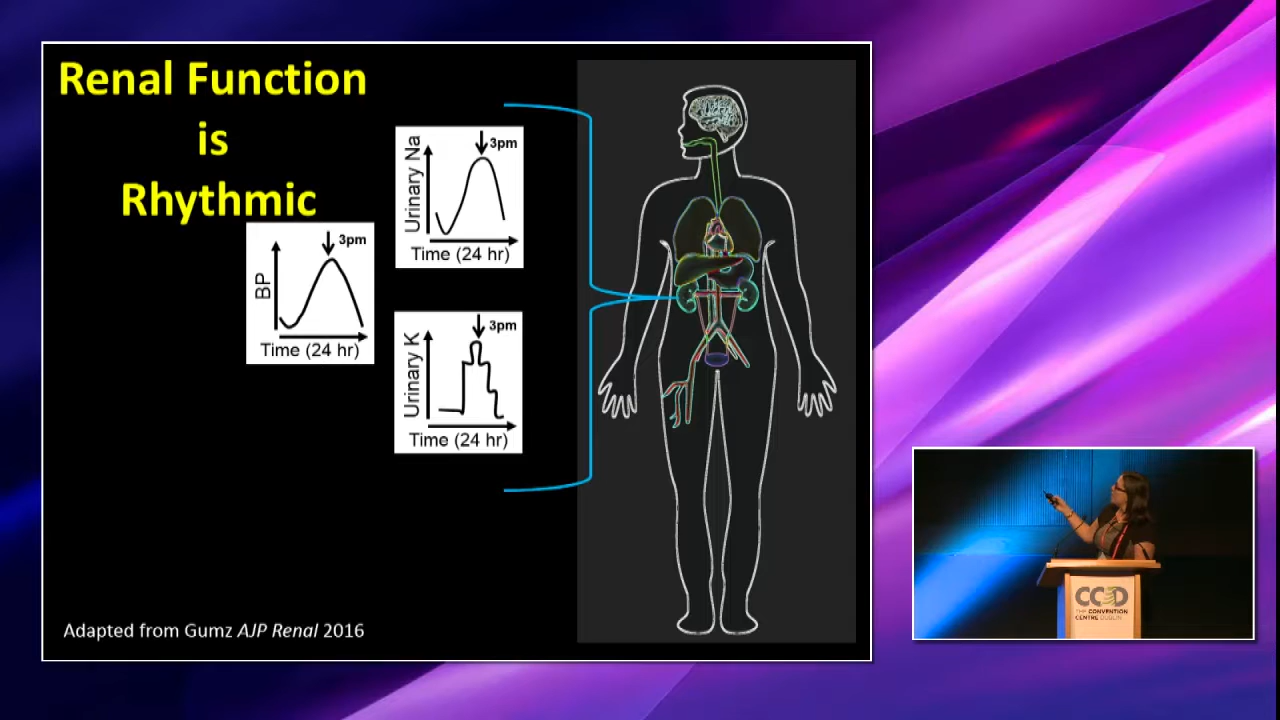 Renal Function
is
Rhythmic
Urinary Na
3pm
Time (24 hr)
BP
3pm
Time (24 hr)
Urinary K
3pm
Time (24 hr)
Adapted from Gumz AJP Renal 2016
CCD
THE CONVENTION
CENTRE DUBLIN